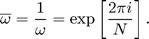 \overline{\omega} = \frac{1}{\omega} = \exp\left[\frac{2\pi i}{N}\right].